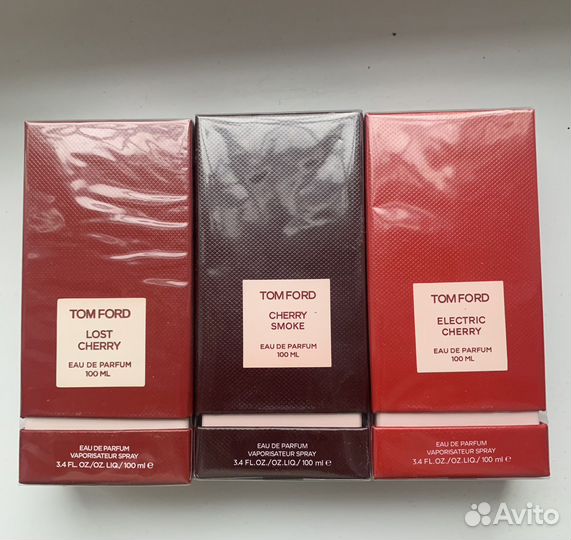 TOM FORD
LOST
CHERRY
EAU DE PARFUM
100 ML
EAU DE PARFUM
VAPORISATEUR SPRAY
3.4 FL.OZ./OZ.LIQ./100 ml ℮
TOM FORD
CHERRY
SMOKE
EAU DE PARFUM
100 ML
EAU DE PARFUM
VAPORISATEUR SPRAY
3.4 FL.OZ./OZ.LIQ./100 ml ℮
TOM FORD
ELECTRIC
CHERRY
EAU DE PARFUM
100 ML
EAU DE PARFUM
VAPORISATEUR SPRAY
3.4 FL.OZ./OZ.LIQ./100 ml ℮
Avito